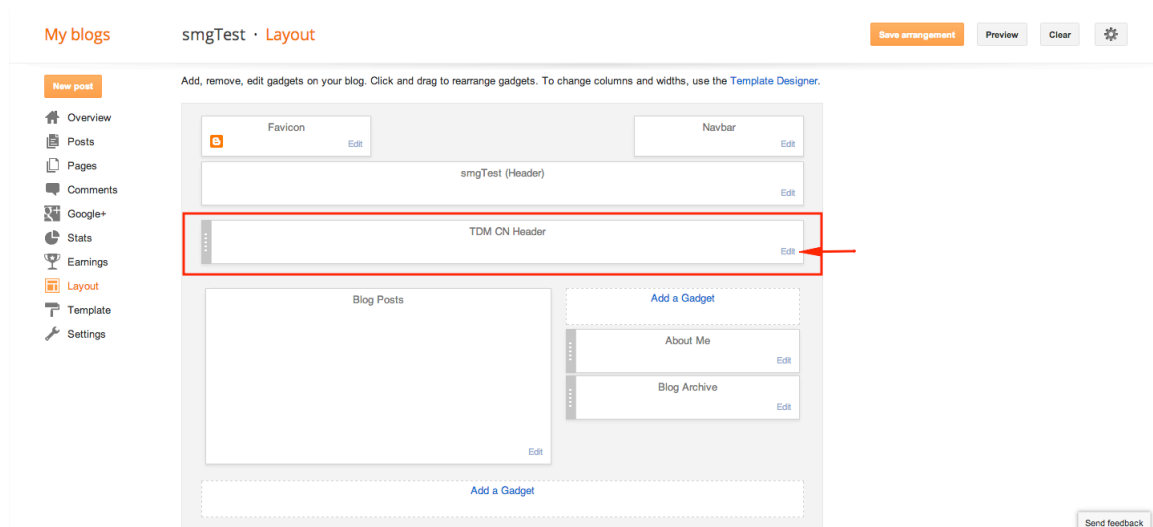 My blogs
smgTest · Layout
Save arrangement
Preview
Clear
New post
Add, remove, edit gadgets on your blog. Click and drag to rearrange gadgets. To change columns and widths, use the Template Designer.
Overview
Posts
Pages
Comments
Google+
Stats
Earnings
Layout
Template
Settings
Favicon
Edit
Navbar
Edit
smgTest (Header)
Edit
TDM CN Header
Edit
Blog Posts
Edit
Add a Gadget
About Me
Edit
Blog Archive
Edit
Add a Gadget
Send feedback